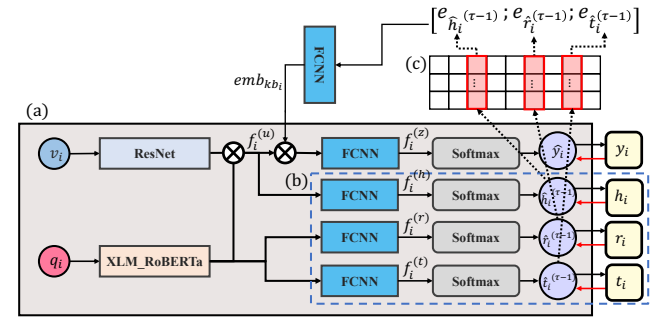 [e_{ĥ_i^{(τ−1)}}; e_{r̂_i^{(τ−1)}}; e_{t̂_i^{(τ−1)}}]
FCNN
(c)
emb_{kb_i}
... ... ...
(a)
v_i ResNet f_i^{(u)} FCNN f_i^{(z)} Softmax ŷ_i y_i
(b)
FCNN f_i^{(h)} Softmax ĥ_i^{(τ−1)} h_i
FCNN f_i^{(r)} Softmax r̂_i^{(τ−1)} r_i
q_i XLM_RoBERTa
FCNN f_i^{(t)} Softmax t̂_i^{(τ−1)} t_i